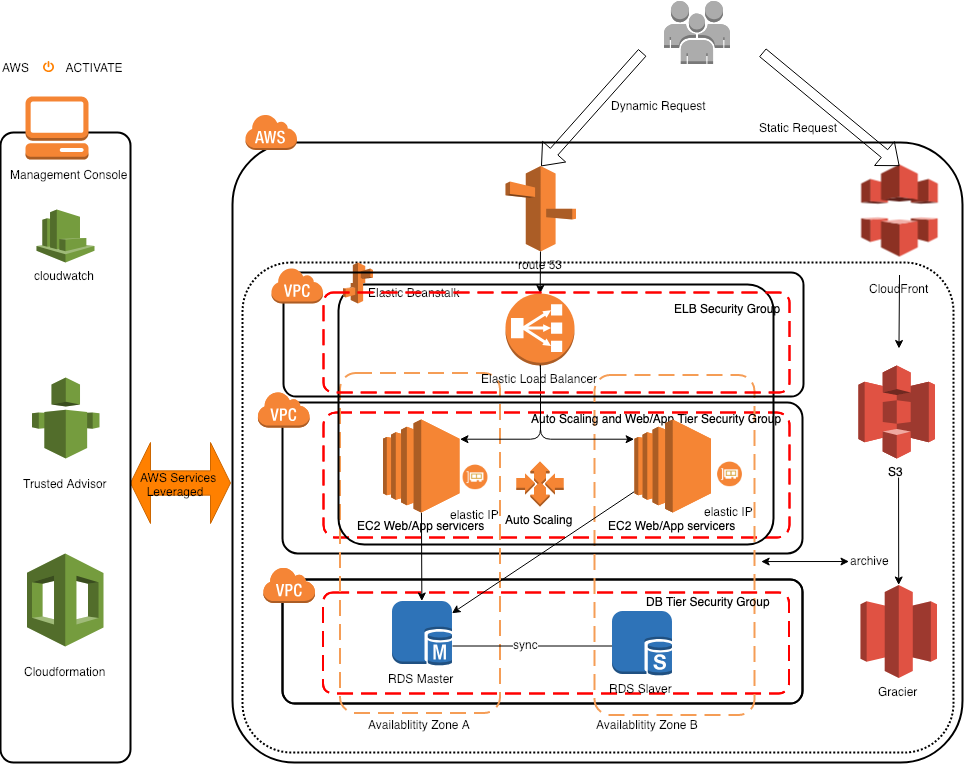 AWS ACTIVATE
Dynamic Request
Static Request
AWS
Management Console
cloudwatch
route 53
VPC
Elastic Beanstalk
CloudFront
ELB Security Group
Elastic Load Balancer
VPC
Auto Scaling and Web/App Tier Security Group
Trusted Advisor
AWS Services
Leveraged
S3
elastic IP
elastic IP
Auto Scaling
EC2 Web/App servicers
EC2 Web/App servicers
archive
VPC
DB Tier Security Group
Cloudformation
M
sync
S
RDS Master
RDS Slaver
Gracier
Availablitity Zone A
Availablitity Zone B